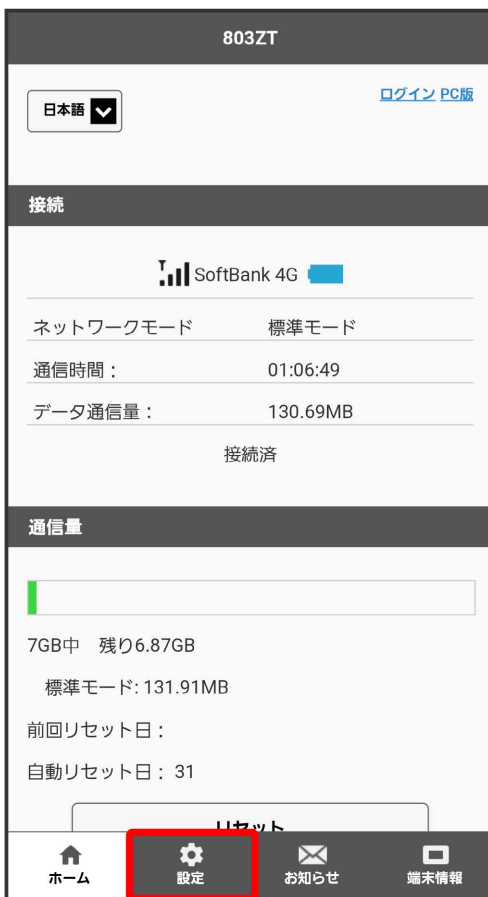 803ZT
日本語
ログイン PC版
接続
SoftBank 4G
ネットワークモード 標準モード
通信時間： 01:06:49
データ通信量： 130.69MB
接続済
通信量
7GB中 残り6.87GB
標準モード: 131.91MB
前回リセット日：
自動リセット日： 31
リセット
ホーム 設定 お知らせ 端末情報